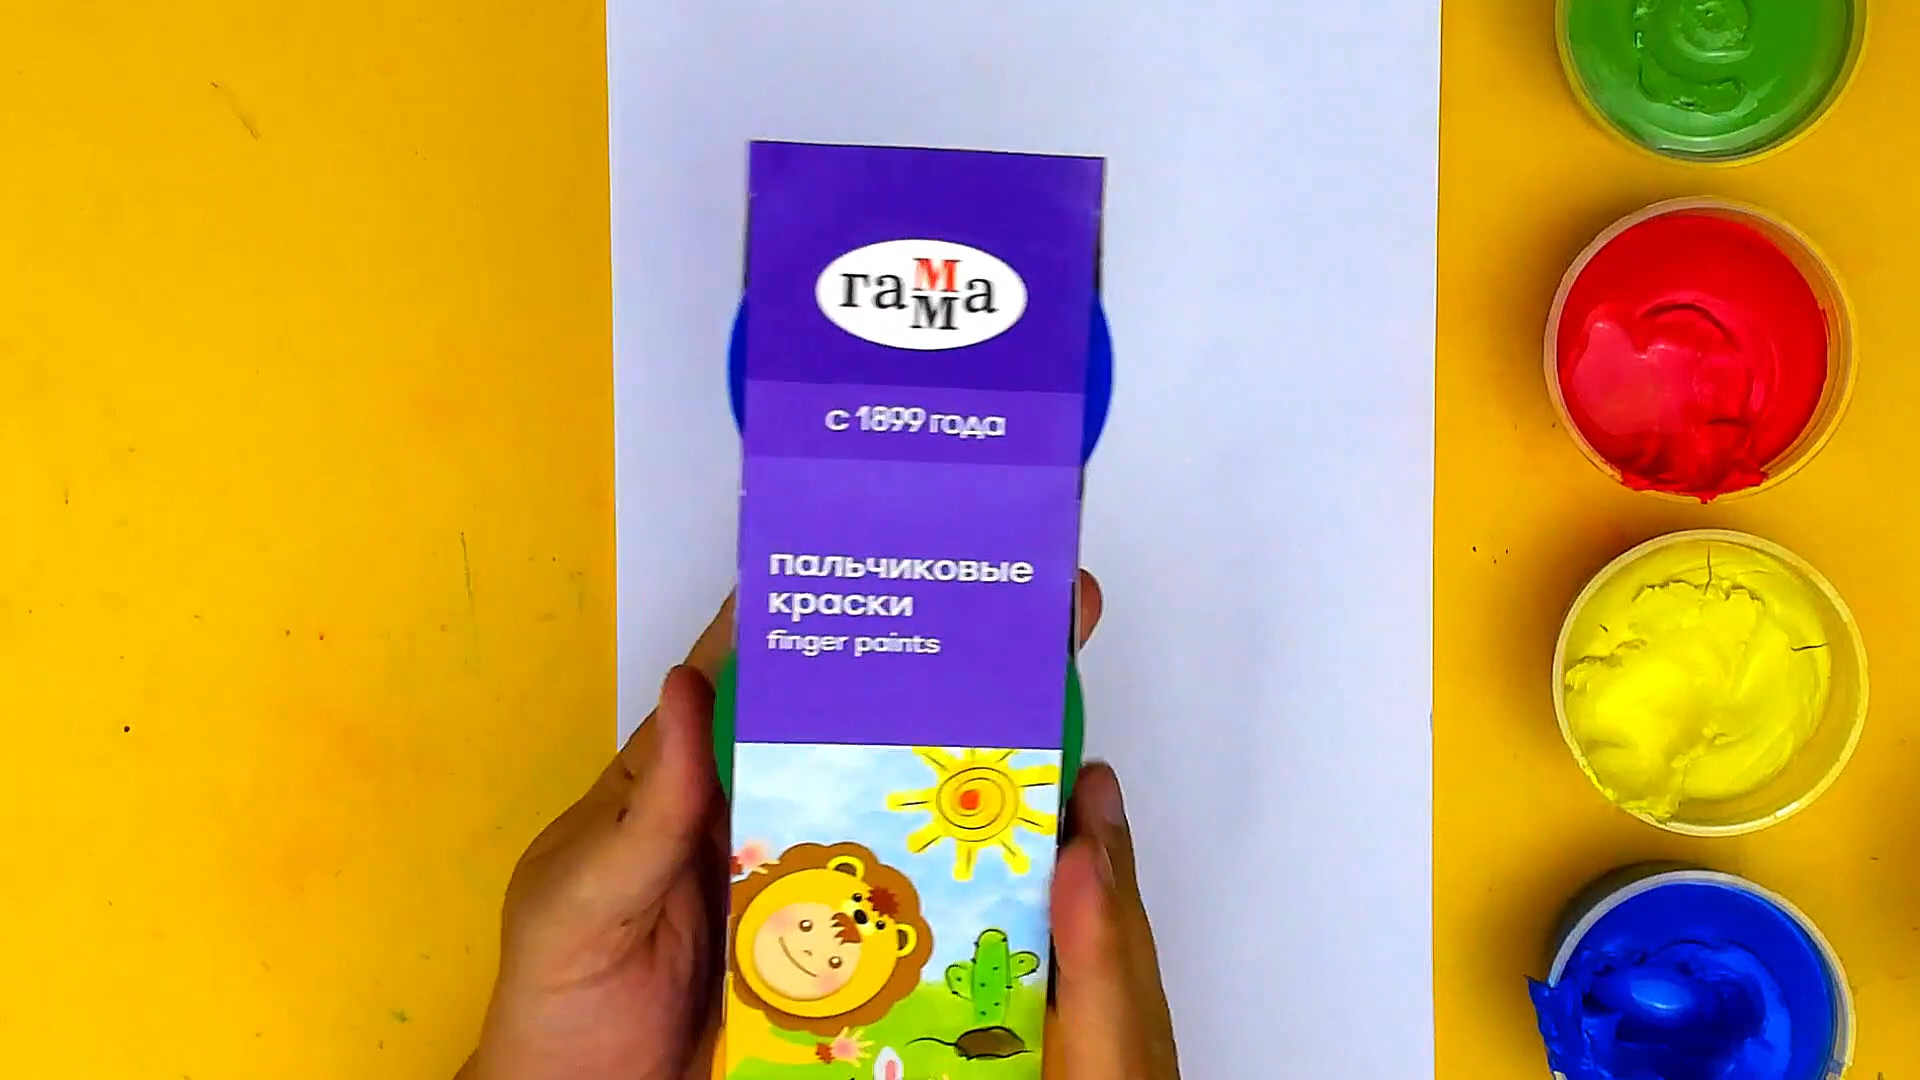 гаММа
с 1899 года
пальчиковые
краски
finger paints